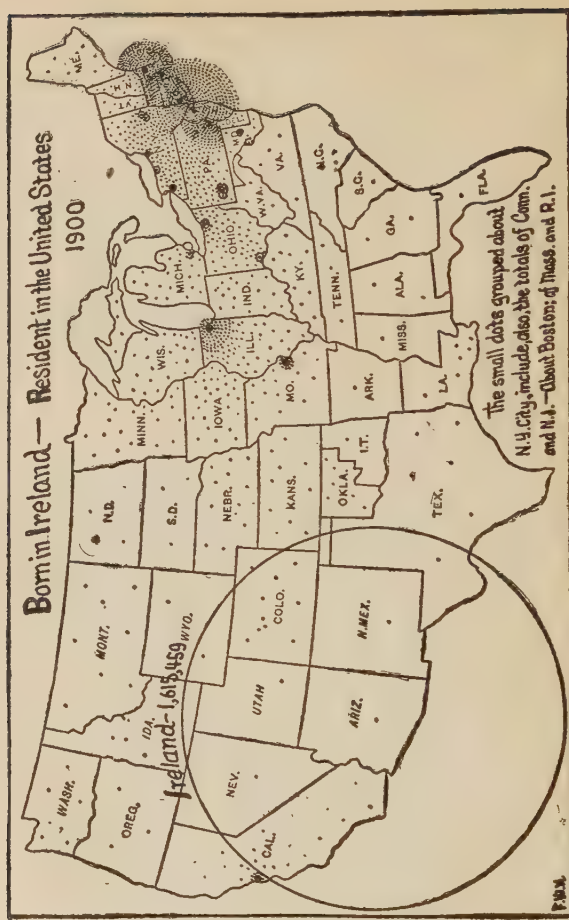 Born in Ireland — Resident in the United States
1900
WASH.
OREG.
CAL.
NEV.
IDA.
MONT.
WYO.
UTAH
ARIZ.
COLO.
N.MEX.
N.D.
S.D.
NEBR.
KANS.
OKLA.
I.T.
TEX.
MINN.
IOWA
MO.
ARK.
LA.
WIS.
ILL.
MICH.
IND.
OHIO
KY.
TENN.
MISS.
ALA.
GA.
FLA.
S.C.
N.C.
VA.
W.VA.
PA.
MD.
VT.
N.H.
ME.
Ireland-1,615,459
The small dots grouped about
N.Y. City, include, also, the totals of Conn.
and N.J.—About Boston; of Mass. and R.I.